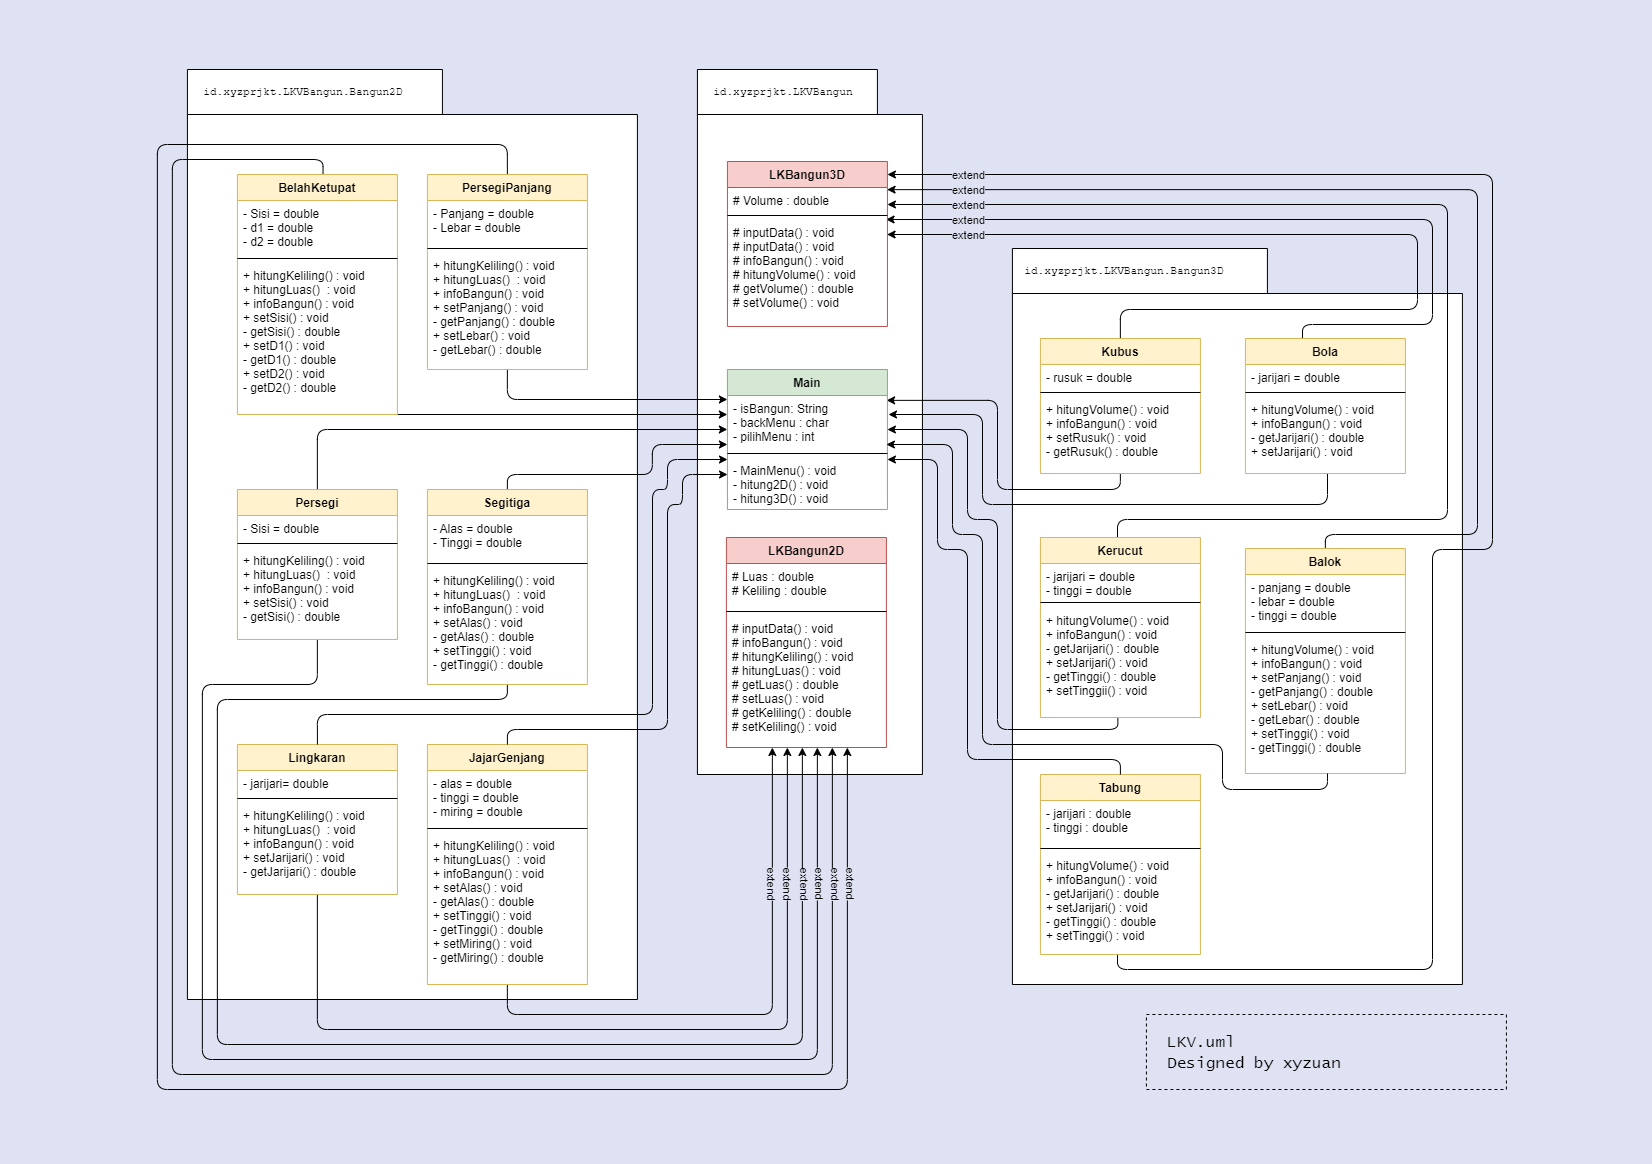 id.xyzprjkt.LKVBangun.Bangun2D
BelahKetupat
- Sisi = double
- d1 = double
- d2 = double
+ hitungKeliling() : void
+ hitungLuas()  : void
+ infoBangun() : void
+ setSisi() : void
- getSisi() : double
+ setD1() : void
- getD1() : double
+ setD2() : void
- getD2() : double
PersegiPanjang
- Panjang = double
- Lebar = double
+ hitungKeliling() : void
+ hitungLuas()  : void
+ infoBangun() : void
+ setPanjang() : void
- getPanjang() : double
+ setLebar() : void
- getLebar() : double
Persegi
- Sisi = double
+ hitungKeliling() : void
+ hitungLuas()  : void
+ infoBangun() : void
+ setSisi() : void
- getSisi() : double
Segitiga
- Alas = double
- Tinggi = double
+ hitungKeliling() : void
+ hitungLuas()  : void
+ infoBangun() : void
+ setAlas() : void
- getAlas() : double
+ setTinggi() : void
- getTinggi() : double
Lingkaran
- jarijari= double
+ hitungKeliling() : void
+ hitungLuas()  : void
+ infoBangun() : void
+ setJarijari() : void
- getJarijari() : double
JajarGenjang
- alas = double
- tinggi = double
- miring = double
+ hitungKeliling() : void
+ hitungLuas()  : void
+ infoBangun() : void
+ setAlas() : void
- getAlas() : double
+ setTinggi() : void
- getTinggi() : double
+ setMiring() : void
- getMiring() : double
id.xyzprjkt.LKVBangun
LKBangun3D
# Volume : double
# inputData() : void
# inputData() : void
# infoBangun() : void
# hitungVolume() : void
# getVolume() : double
# setVolume() : void
Main
- isBangun: String
- backMenu : char
- pilihMenu : int
- MainMenu() : void
- hitung2D() : void
- hitung3D() : void
LKBangun2D
# Luas : double
# Keliling : double
# inputData() : void
# infoBangun() : void
# hitungKeliling() : void
# hitungLuas() : void
# getLuas() : double
# setLuas() : void
# getKeliling() : double
# setKeliling() : void
extend
extend
extend
extend
extend
extend
extend
extend
extend
extend
extend
id.xyzprjkt.LKVBangun.Bangun3D
Kubus
- rusuk = double
+ hitungVolume() : void
+ infoBangun() : void
+ setRusuk() : void
- getRusuk() : double
Bola
- jarijari = double
+ hitungVolume() : void
+ infoBangun() : void
- getJarijari() : double
+ setJarijari() : void
Kerucut
- jarijari = double
- tinggi = double
+ hitungVolume() : void
+ infoBangun() : void
- getJarijari() : double
+ setJarijari() : void
- getTinggi() : double
+ setTinggii() : void
Balok
- panjang = double
- lebar = double
- tinggi = double
+ hitungVolume() : void
+ infoBangun() : void
+ setPanjang() : void
- getPanjang() : double
+ setLebar() : void
- getLebar() : double
+ setTinggi() : void
- getTinggi() : double
Tabung
- jarijari : double
- tinggi : double
+ hitungVolume() : void
+ infoBangun() : void
- getJarijari() : double
+ setJarijari() : void
- getTinggi() : double
+ setTinggi() : void
LKV.uml
Designed by xyzuan